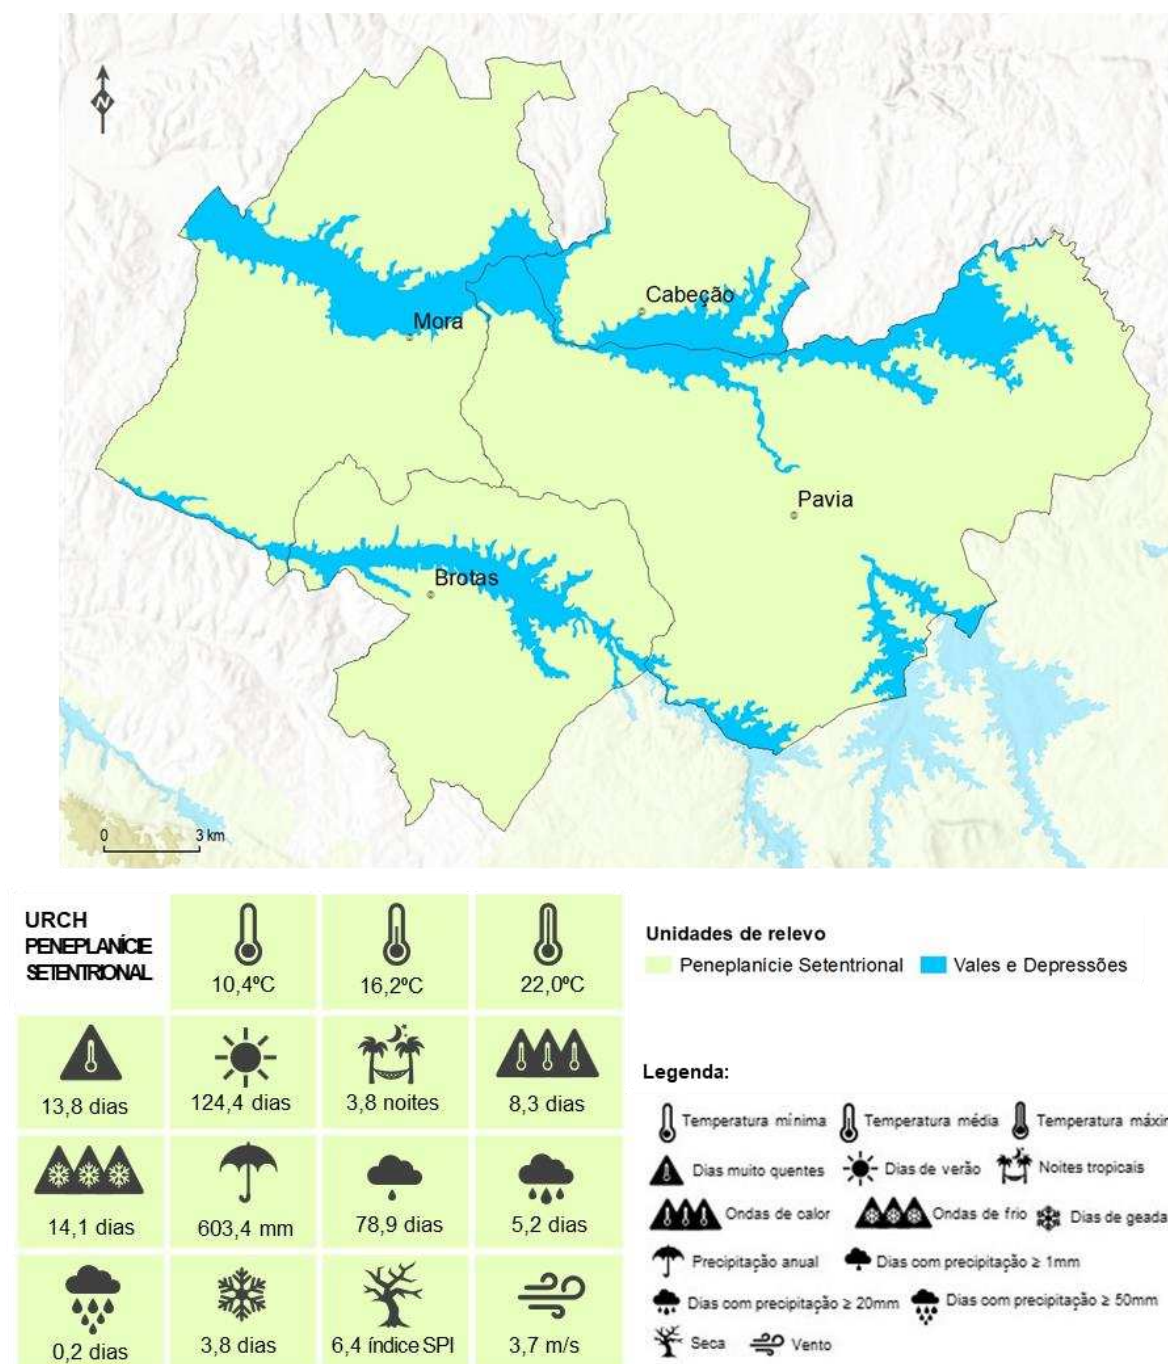 N
Cabeção
Mora
Pavia
Brotas
0 3 km
URCH
PENEPLANÍCIE
SETENTRIONAL
10,4ºC 16,2ºC 22,0ºC
13,8 dias 124,4 dias 3,8 noites 8,3 dias
14,1 dias 603,4 mm 78,9 dias 5,2 dias
0,2 dias 3,8 dias 6,4 índice SPI 3,7 m/s
Unidades de relevo
Peneplanície Setentrional Vales e Depressões
Legenda:
Temperatura mínima Temperatura média Temperatura máxin
Dias muito quentes Dias de verão Noites tropicais
Ondas de calor Ondas de frio Dias de geada
Precipitação anual Dias com precipitação ≥ 1mm
Dias com precipitação ≥ 20mm Dias com precipitação ≥ 50mm
Seca Vento